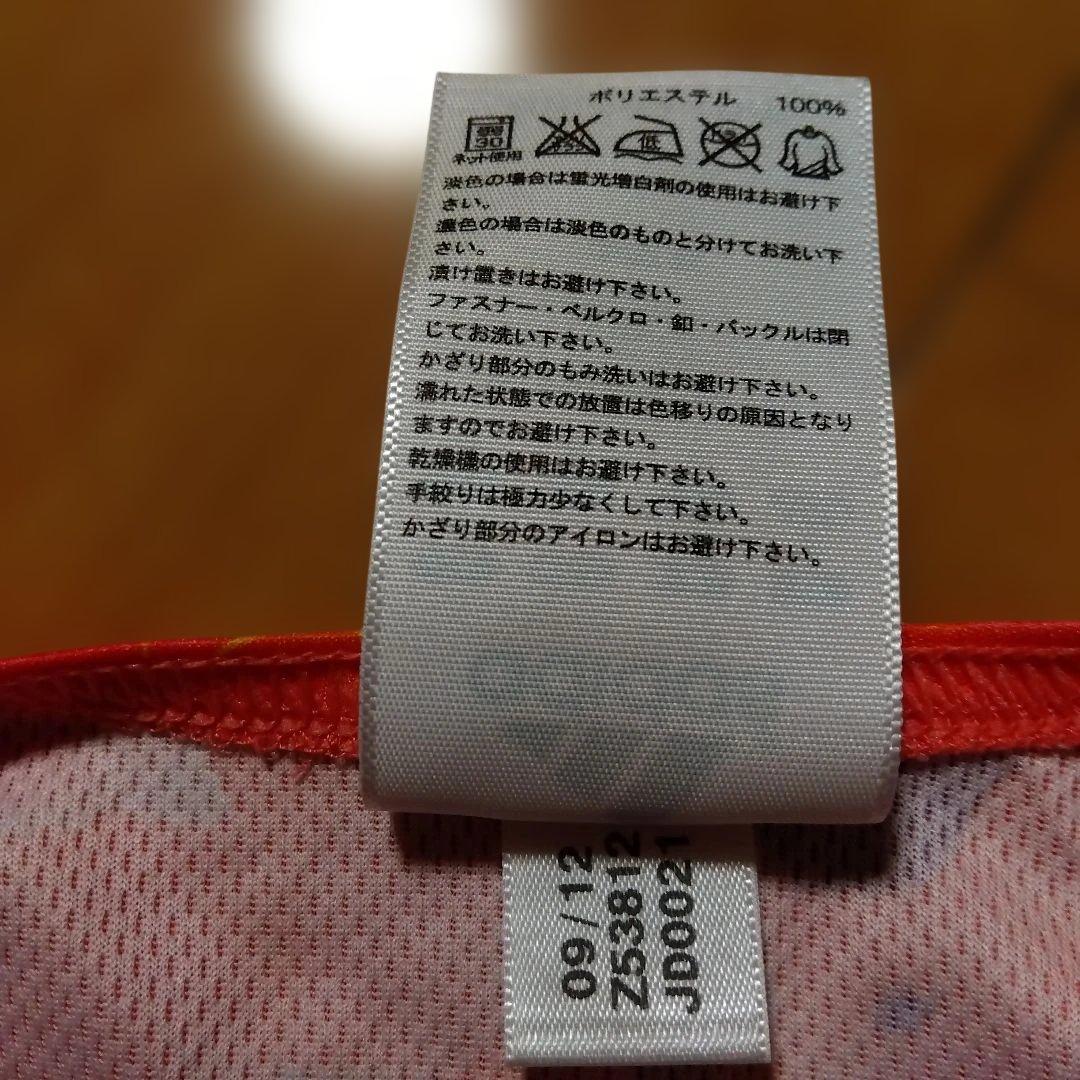 ポリエステル 100%
弱
30
ネット使用
低
淡色の場合は蛍光増白剤の使用はお避け下
さい。
濃色の場合は淡色のものと分けてお洗い下
さい。
漬け置きはお避け下さい。
ファスナー・ベルクロ・釦・バックルは閉
じてお洗い下さい。
かざり部分のもみ洗いはお避け下さい。
濡れた状態での放置は色移りの原因となり
ますのでお避け下さい。
乾燥機の使用はお避け下さい。
手絞りは極力少なくして下さい。
かざり部分のアイロンはお避け下さい。
09/12
Z53812
JD0021